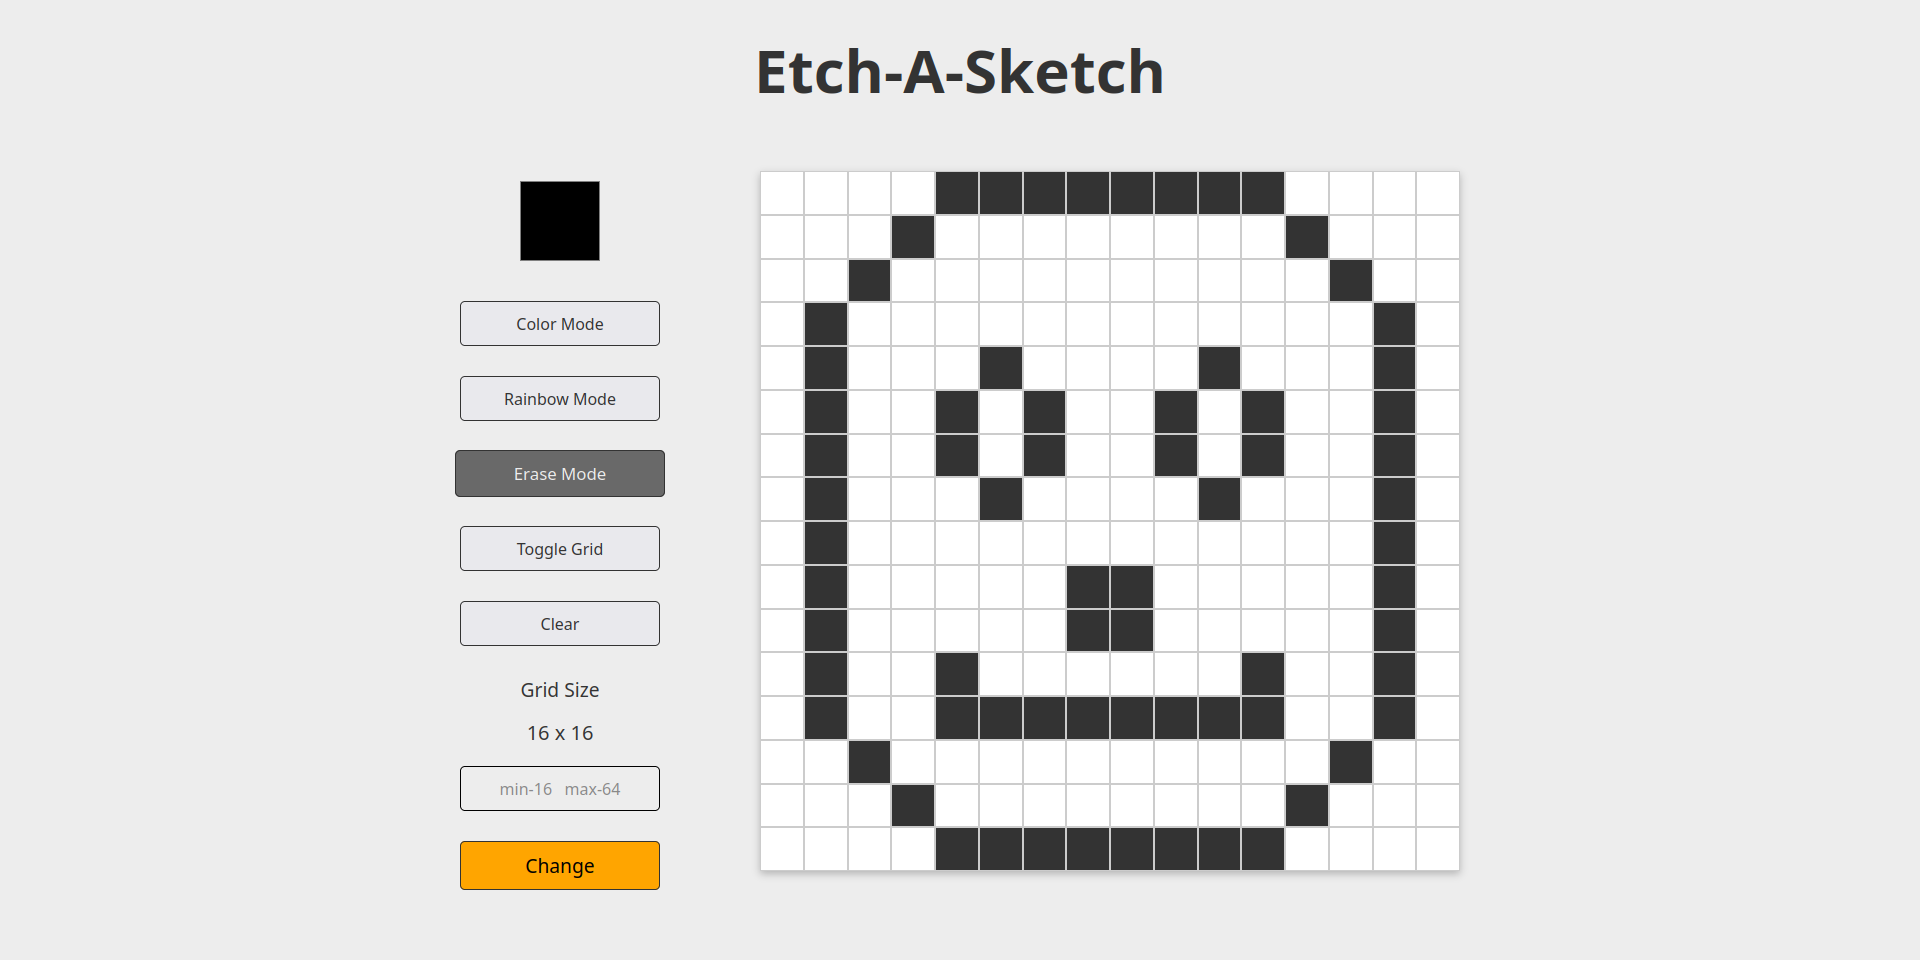 Etch-A-Sketch
Color Mode
Rainbow Mode
Erase Mode
Toggle Grid
Clear
Grid Size
16 x 16
min-16 max-64
Change